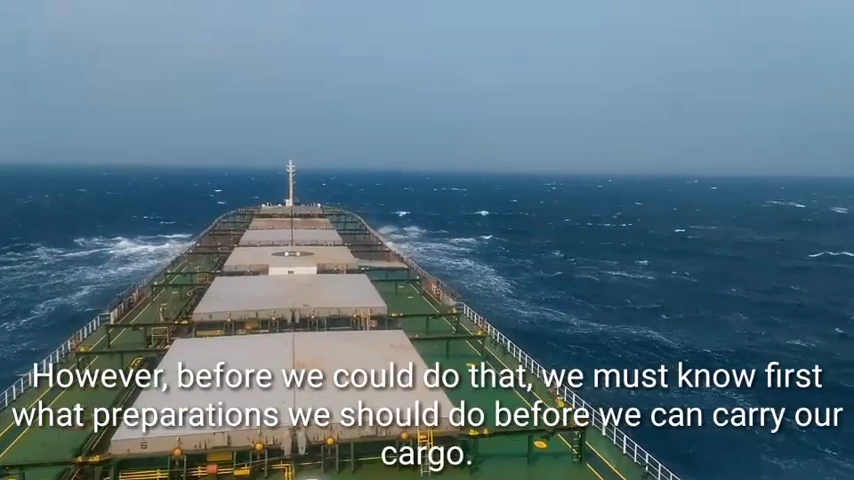 However, before we could do that, we must know first
what preparations we should do before we can carry our
cargo.